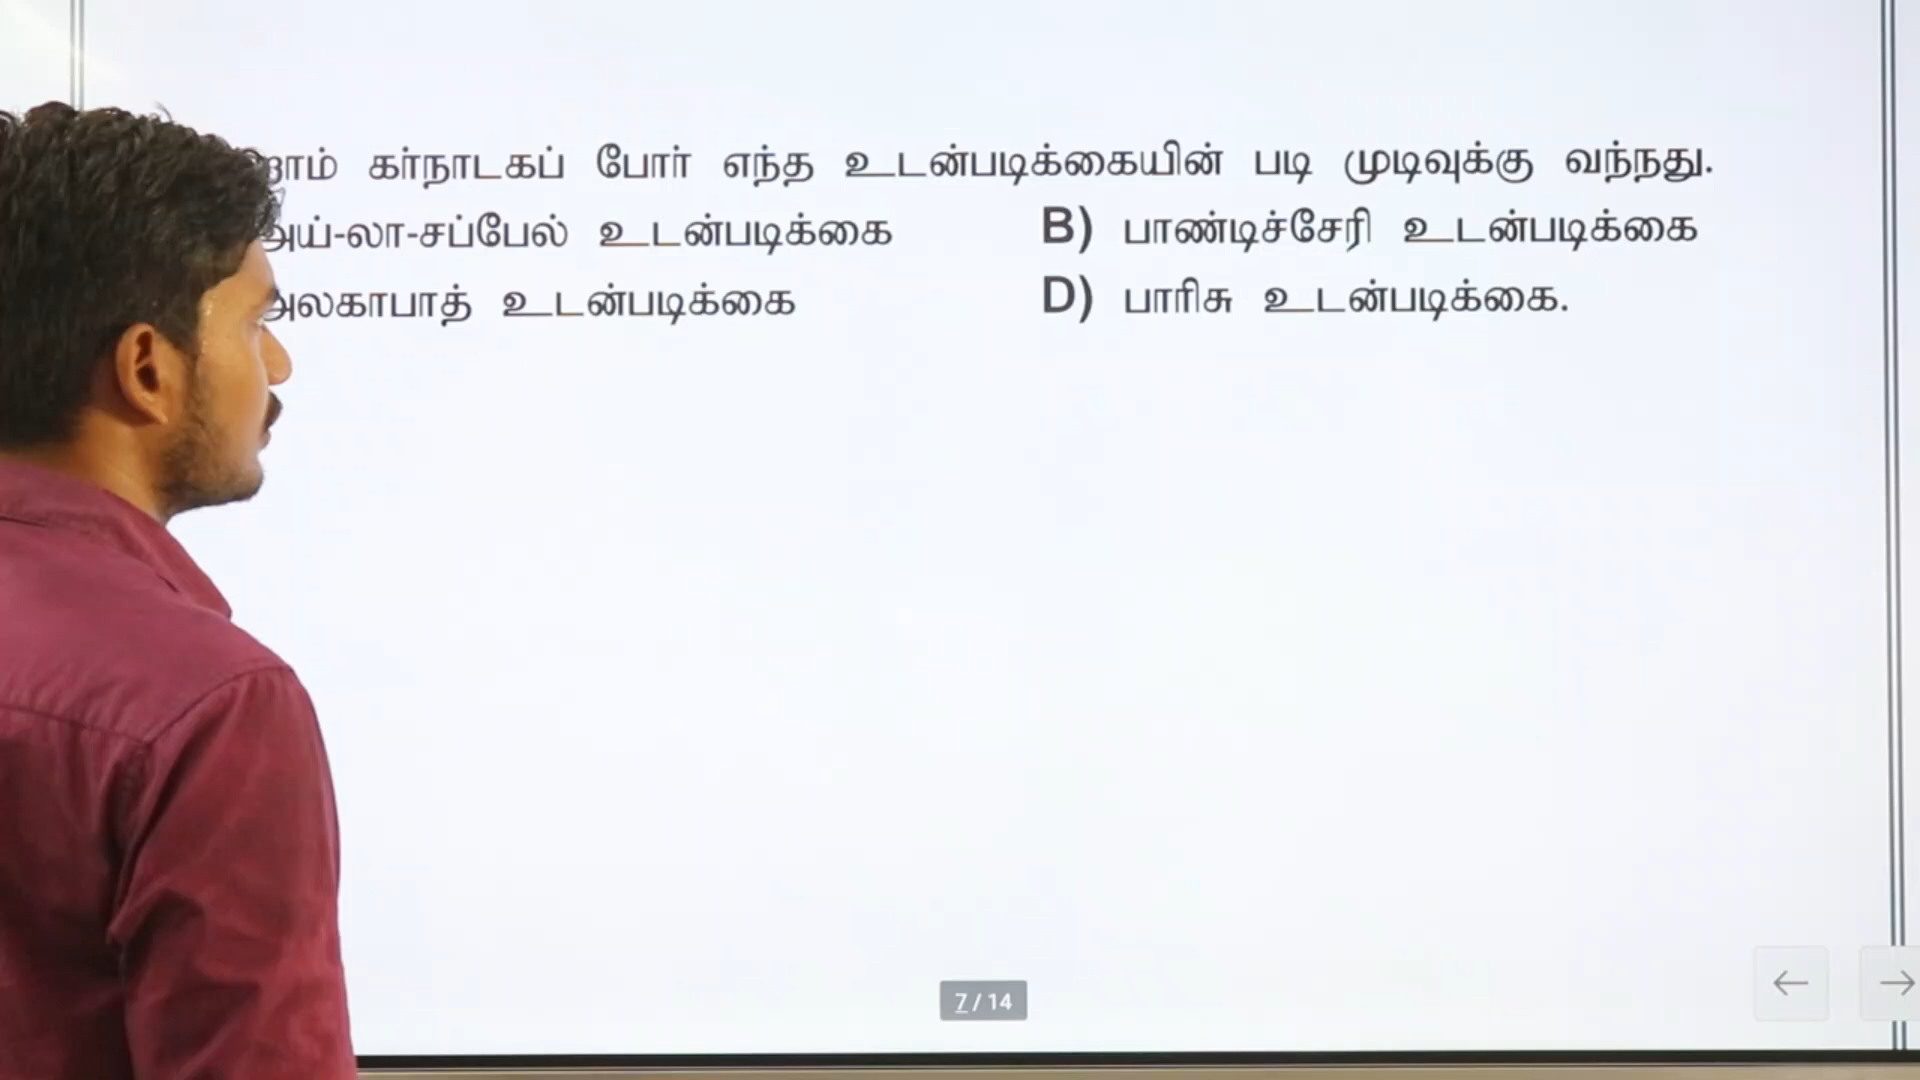 கர்நாடகப் போர் எந்த உடன்படிக்கையின் படி முடிவுக்கு வந்நது.
அய்-லா-சப்பேல் உடன்படிக்கை B) பாண்டிச்சேரி உடன்படிக்கை
அலகாபாத் உடன்படிக்கை D) பாரிசு உடன்படிக்கை.
7 / 14